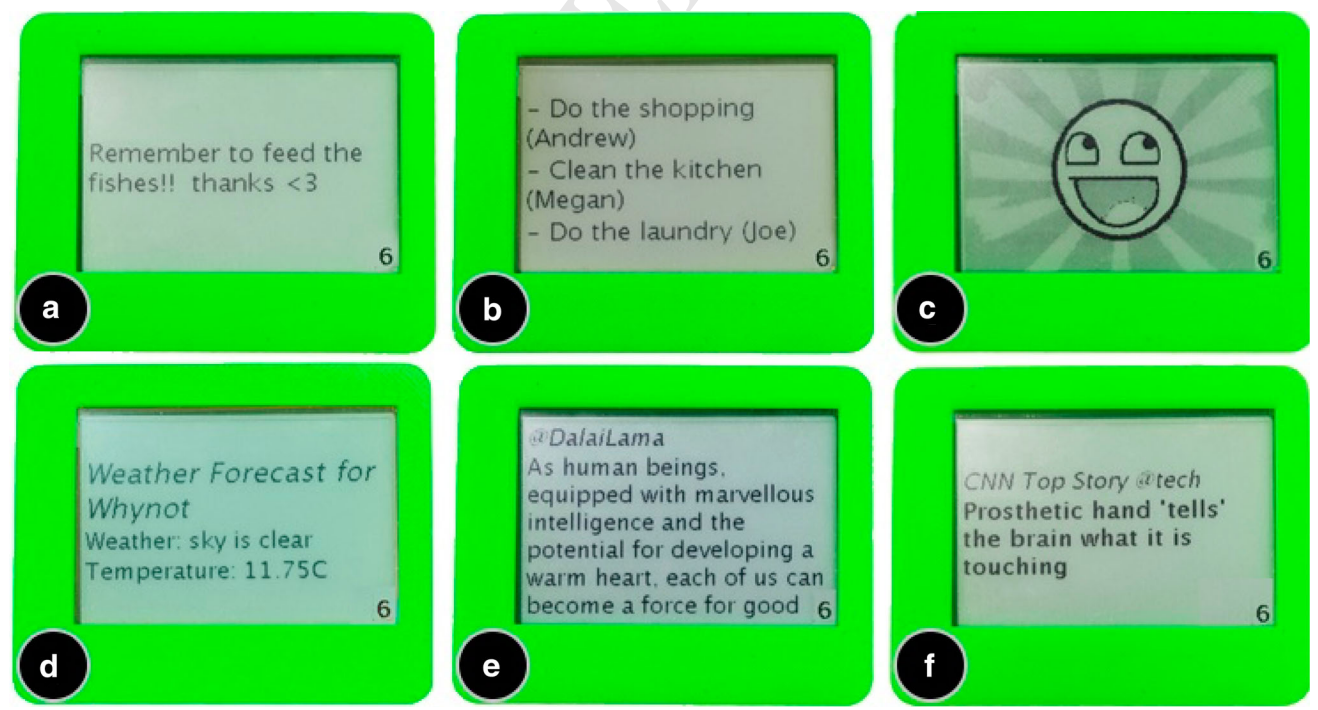 Remember to feed the
fishes!! thanks <3
6
a
– Do the shopping
(Andrew)
– Clean the kitchen
(Megan)
– Do the laundry (Joe)
6
b
6
c
Weather Forecast for
Whynot
Weather: sky is clear
Temperature: 11.75C
6
d
@DalaiLama
As human beings,
equipped with marvellous
intelligence and the
potential for developing a
warm heart, each of us can
become a force for good
6
e
CNN Top Story @tech
Prosthetic hand 'tells'
the brain what it is
touching
6
f